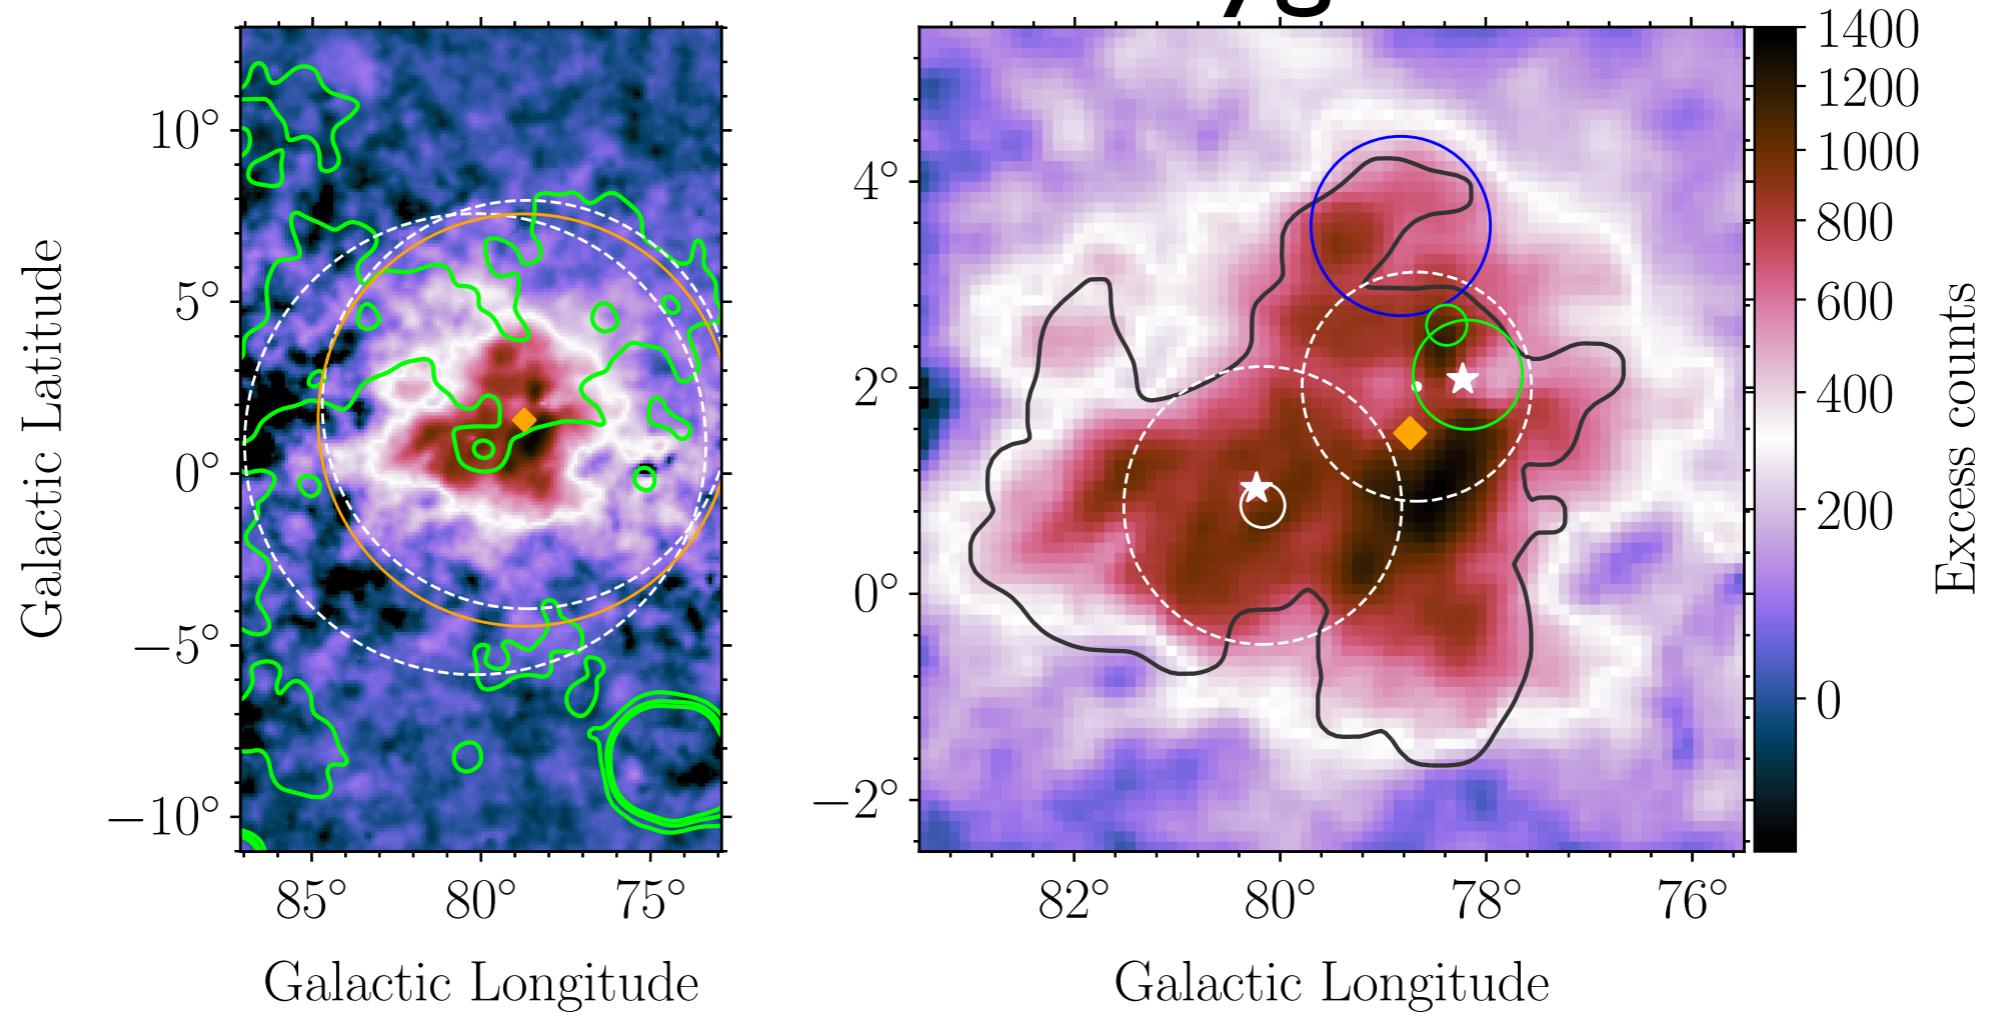 10°
5°
0°
−5°
−10°
85° 80° 75°
Galactic Latitude
Galactic Longitude
4°
2°
0°
−2°
82° 80° 78° 76°
Galactic Longitude
1400
1200
1000
800
600
400
200
0
Excess counts